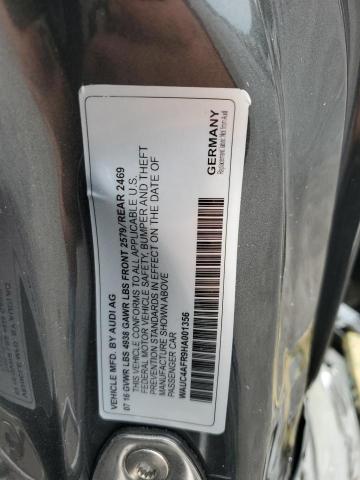 VEHICLE MFD. BY AUDI AG
07 16 GVWR LBS 4938 GAWR LBS FRONT 2579/REAR 2469
THIS VEHICLE CONFORMS TO ALL APPLICABLE U.S.
FEDERAL MOTOR VEHICLE SAFETY, BUMPER AND THEFT
PREVENTION STANDARDS IN EFFECT ON THE DATE OF
MANUFACTURE SHOWN ABOVE
PASSENGER CAR
WAUC4AFR9HA001356
GERMANY